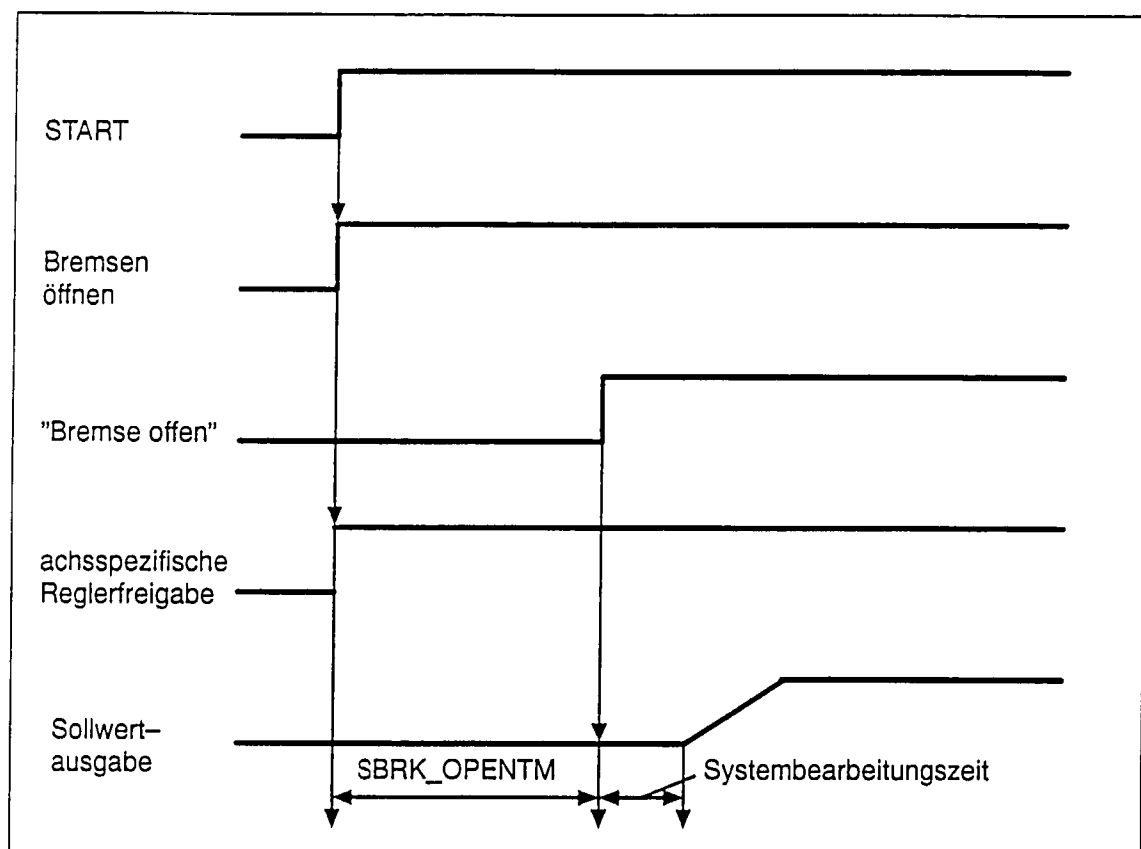 START
Bremsen
öffnen
"Bremse offen"
achsspezifische
Reglerfreigabe
Sollwert–
ausgabe
SBRK_OPENTM
Systembearbeitungszeit